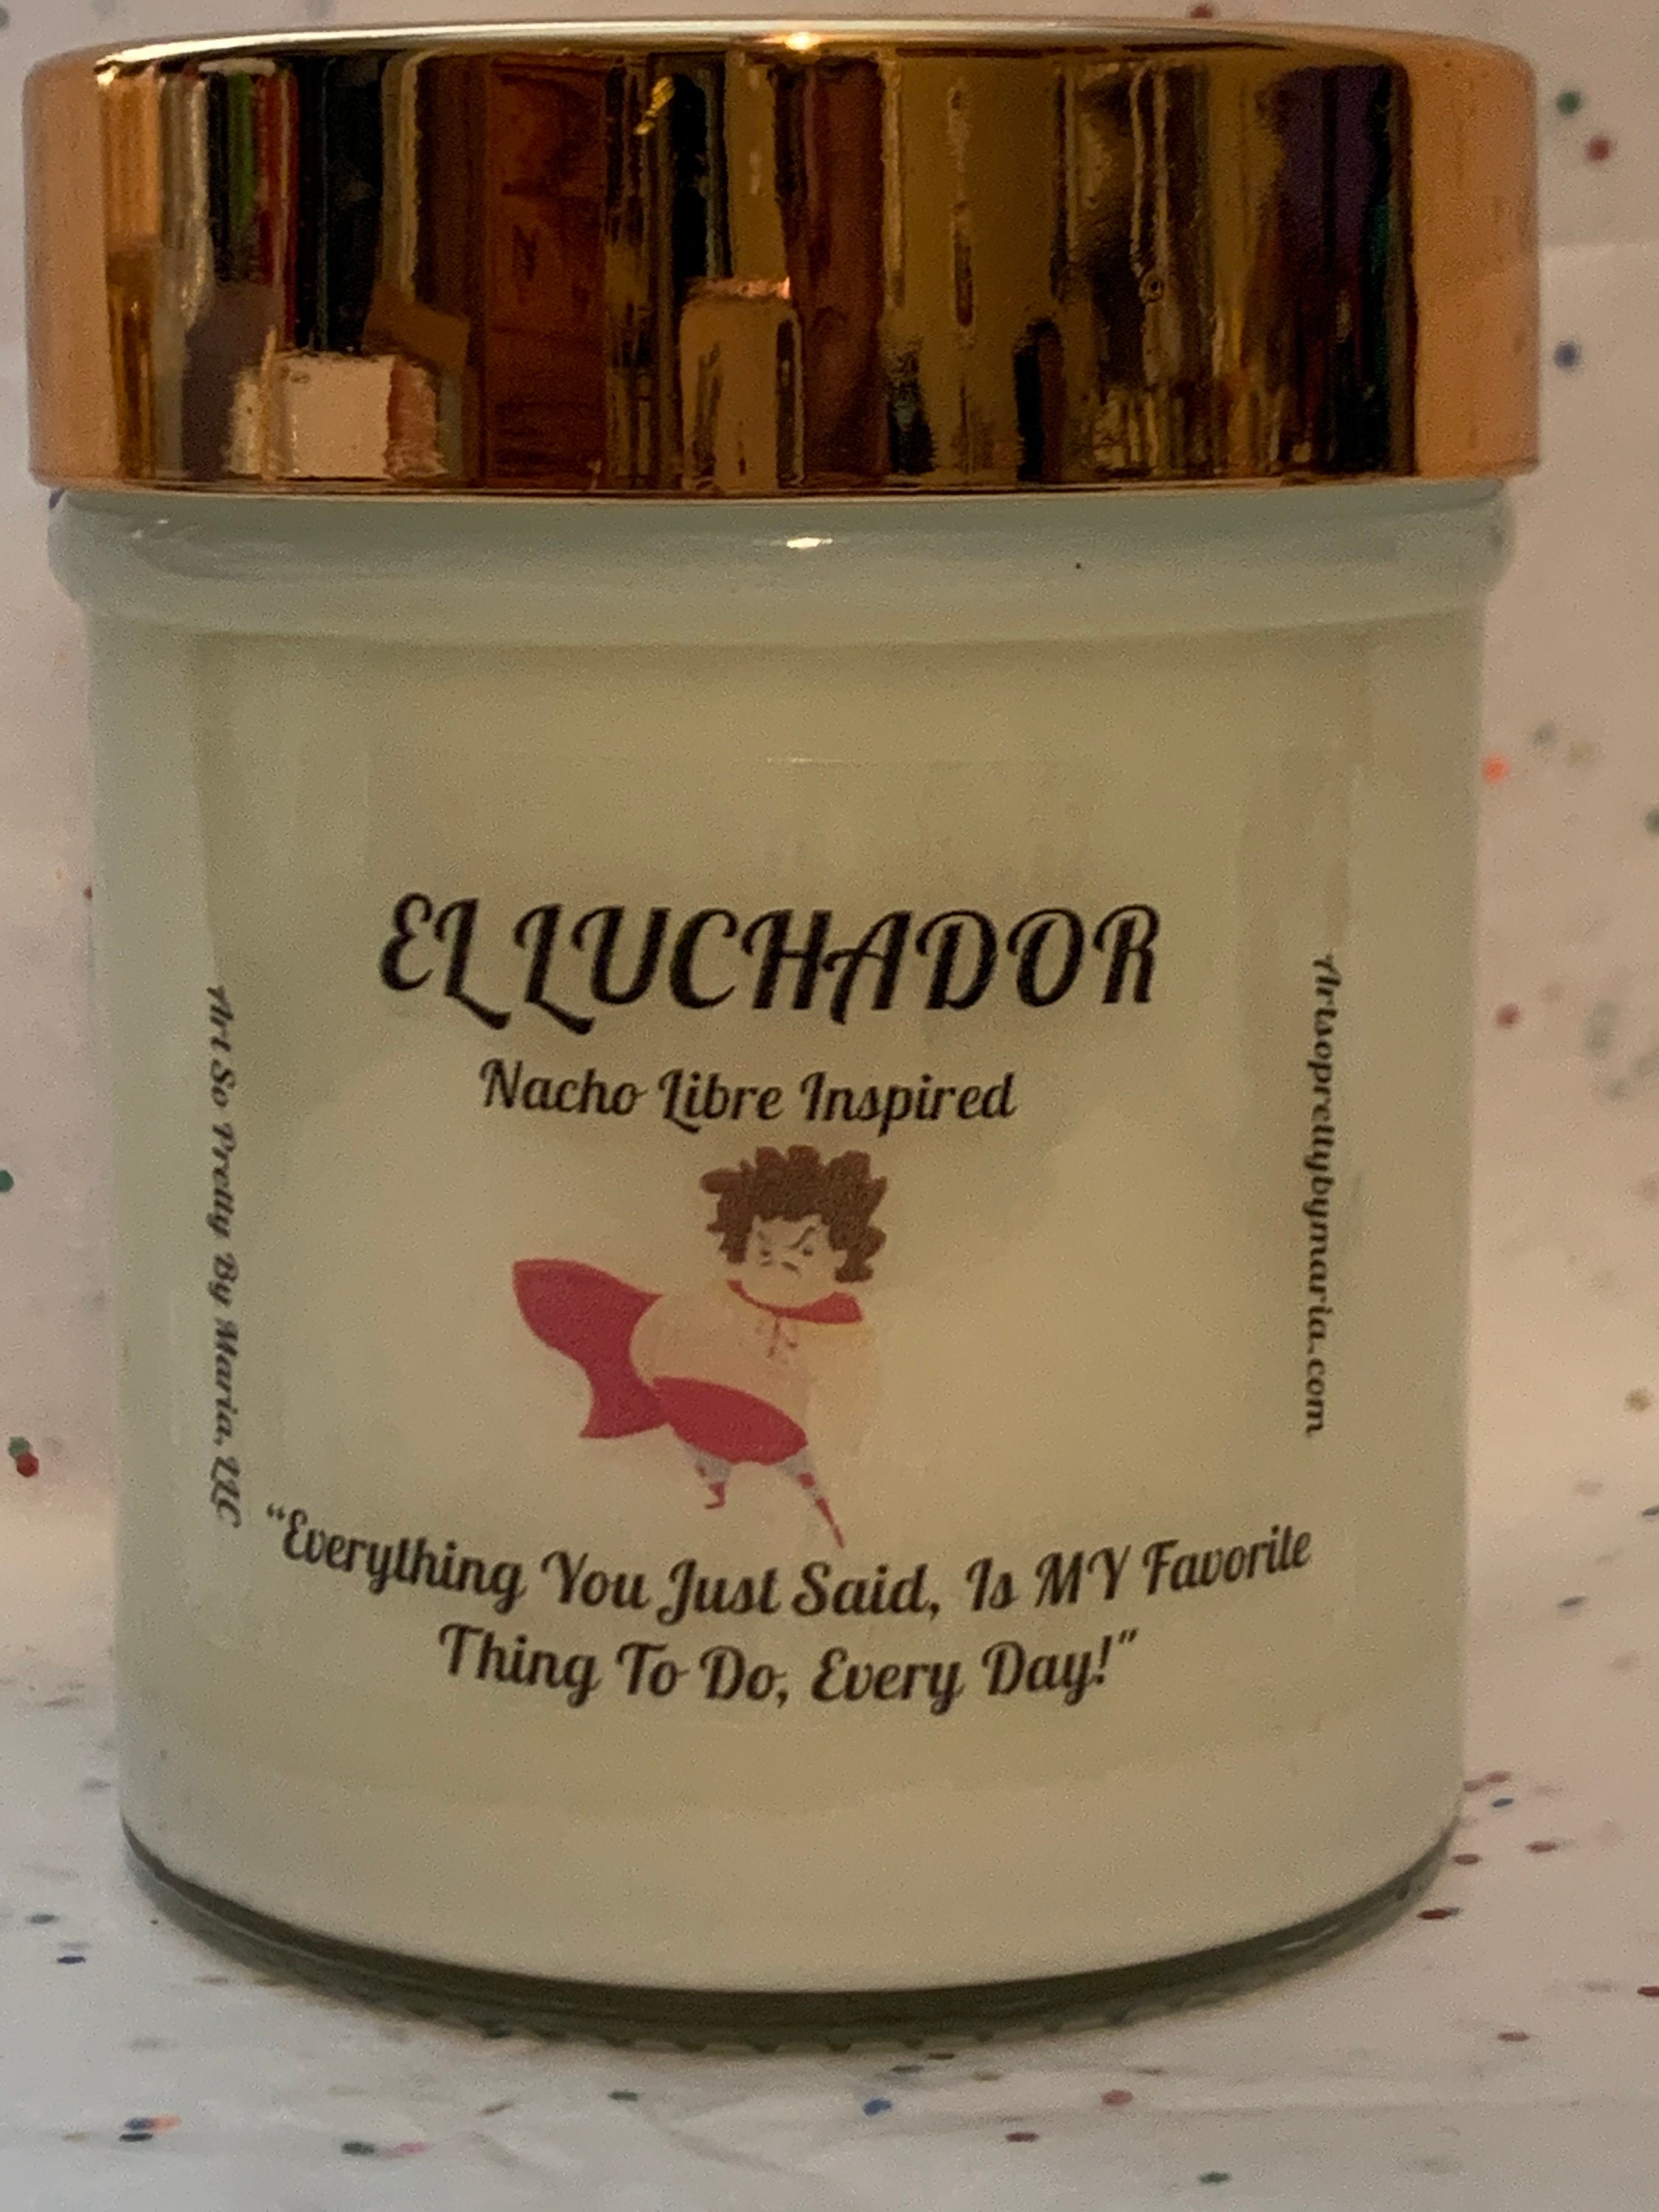 EL LUCHADOR
Nacho Libre Inspired
Art So Pretty By Maria, LLC
Artsoprettybymaria.com
“Everything You Just Said, Is MY Favorite
Thing To Do, Every Day!"